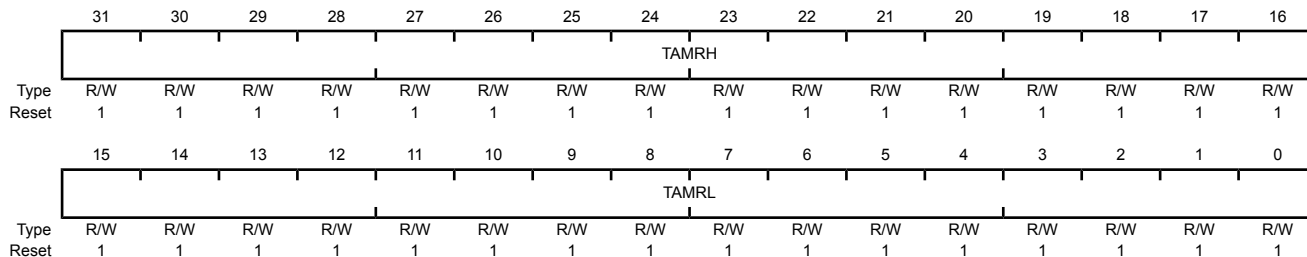 31 30 29 28 27 26 25 24 23 22 21 20 19 18 17 16
TAMRH
Type R/W R/W R/W R/W R/W R/W R/W R/W R/W R/W R/W R/W R/W R/W R/W R/W
Reset 1 1 1 1 1 1 1 1 1 1 1 1 1 1 1 1
15 14 13 12 11 10 9 8 7 6 5 4 3 2 1 0
TAMRL
Type R/W R/W R/W R/W R/W R/W R/W R/W R/W R/W R/W R/W R/W R/W R/W R/W
Reset 1 1 1 1 1 1 1 1 1 1 1 1 1 1 1 1